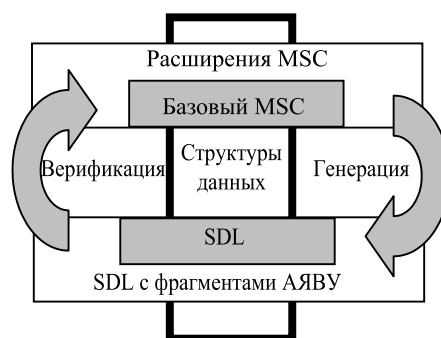 Расширения MSC
Базовый MSC
Верификация
Структуры
данных
Генерация
SDL
SDL с фрагментами АЯВУ